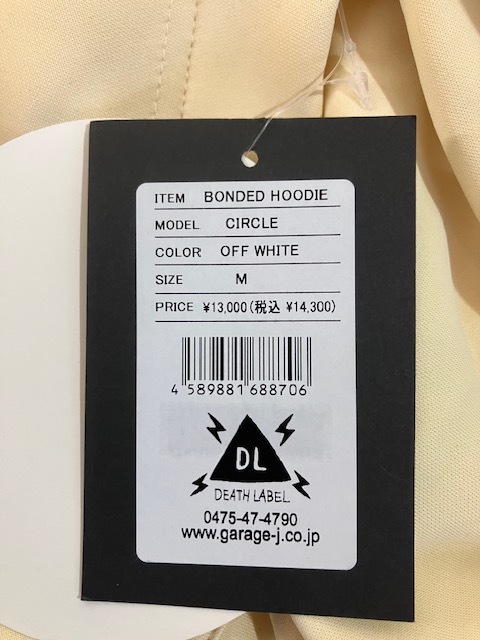 ITEM BONDED HOODIE
MODEL CIRCLE
COLOR OFF WHITE
SIZE M
PRICE ¥13,000(税込 ¥14,300)
4 589881 688706
DL
DEATH LABEL
0475-47-4790
www.garage-j.co.jp